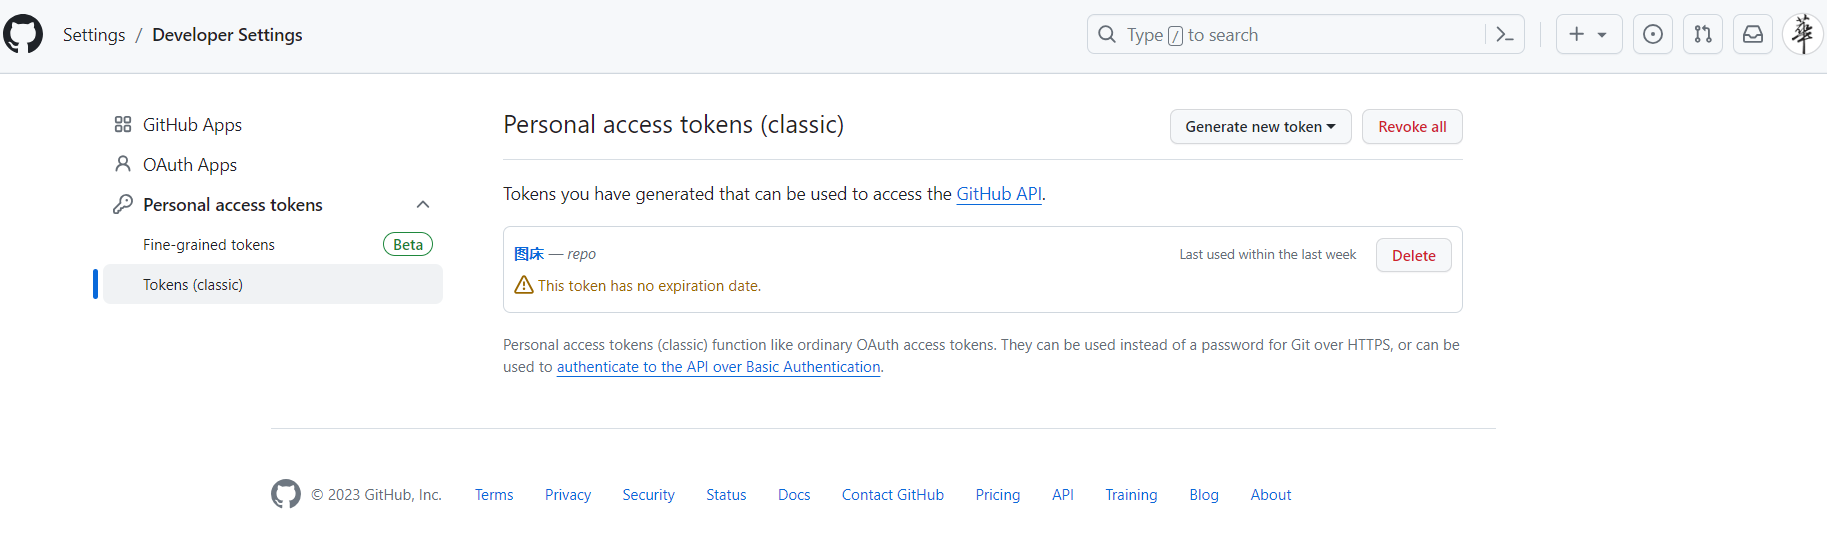 Settings / Developer Settings
Type / to search
GitHub Apps
OAuth Apps
Personal access tokens
Fine-grained tokens Beta
Tokens (classic)
Personal access tokens (classic)
Generate new token
Revoke all
Tokens you have generated that can be used to access the GitHub API.
图床 — repo
Last used within the last week
Delete
This token has no expiration date.
Personal access tokens (classic) function like ordinary OAuth access tokens. They can be used instead of a password for Git over HTTPS, or can be
used to authenticate to the API over Basic Authentication.
© 2023 GitHub, Inc. Terms Privacy Security Status Docs Contact GitHub Pricing API Training Blog About
華